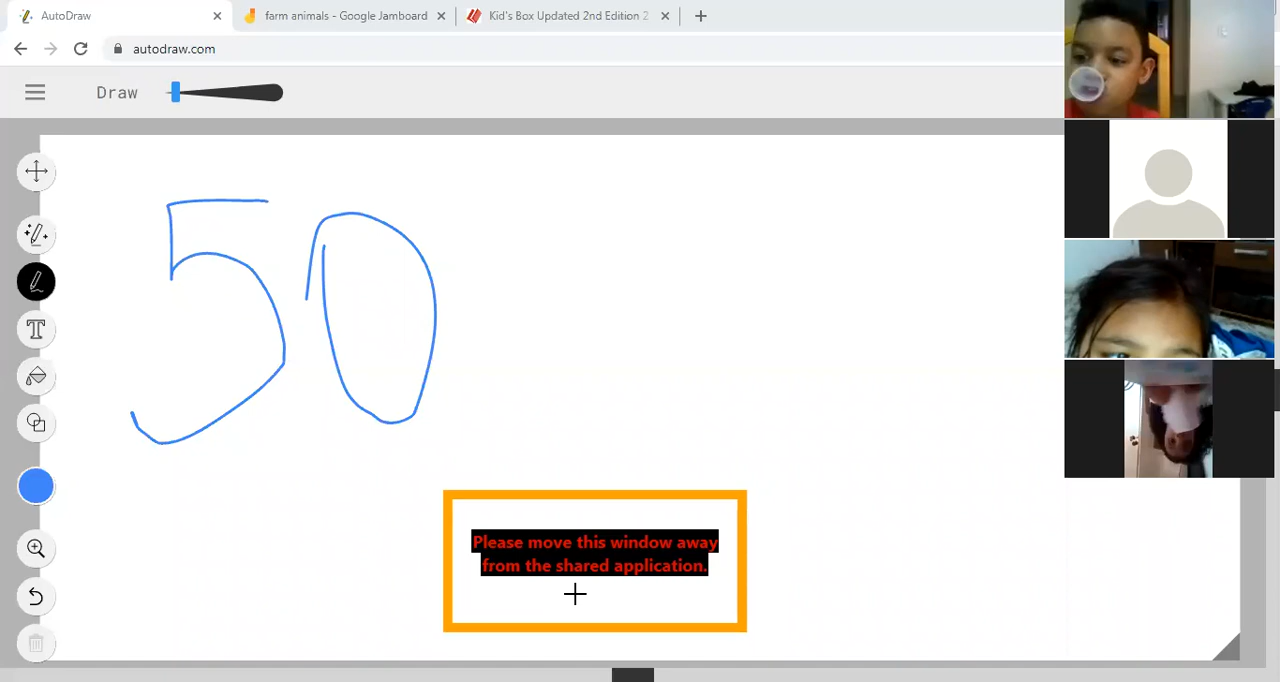 AutoDraw
farm animals - Google Jamboard
Kid's Box Updated 2nd Edition 2
autodraw.com
Draw
50
Please move this window away
from the shared application.